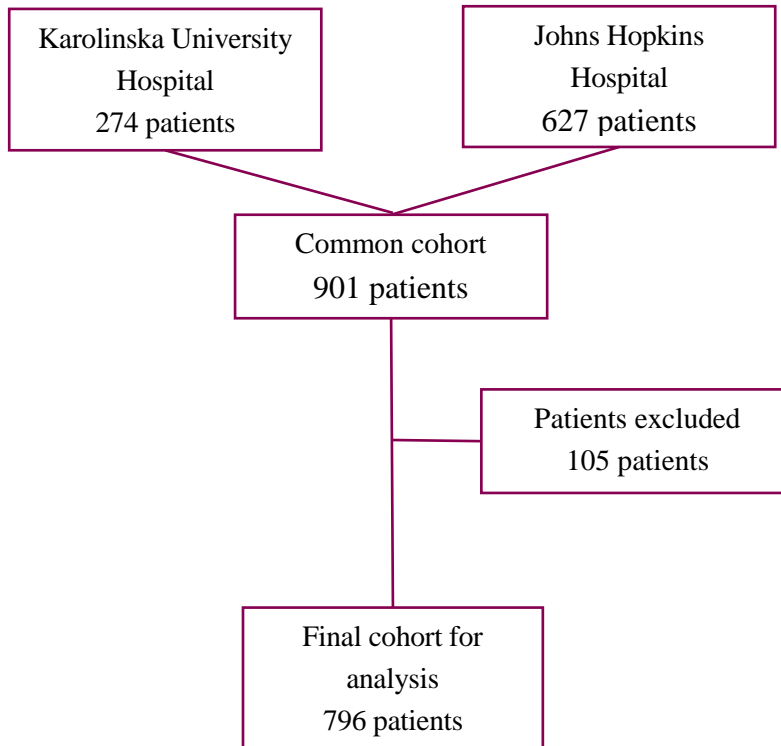 Karolinska University
Hospital
274 patients
Johns Hopkins
Hospital
627 patients
Common cohort
901 patients
Patients excluded
105 patients
Final cohort for
analysis
796 patients